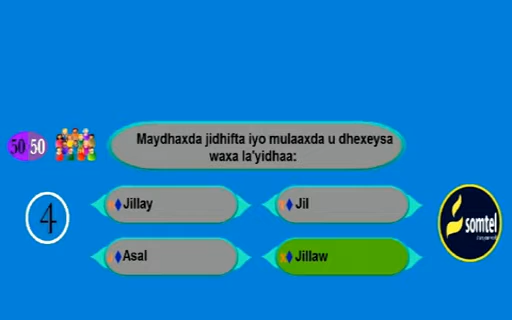 Maydhaxda jidhifta iyo mulaaxda u dhexeysa
waxa la'yidhaa:
50 50
4
Jillay
Jil
Asal
Jillaw
somtel